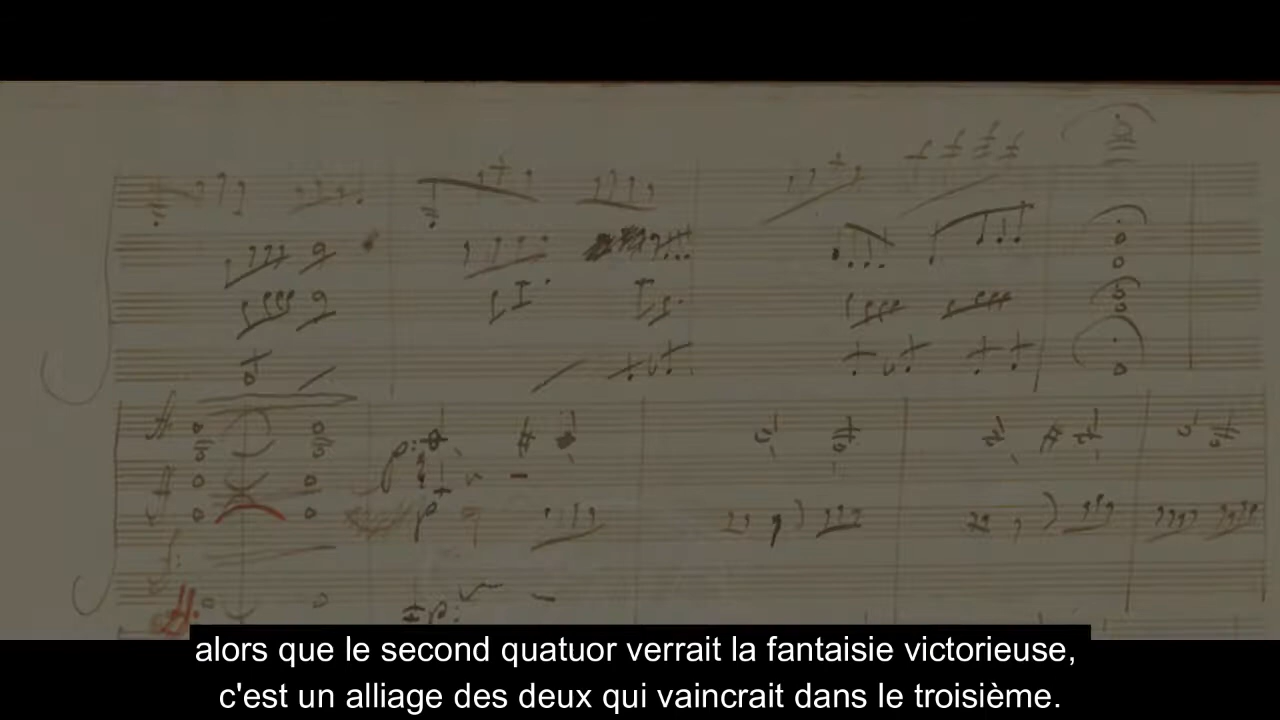 alors que le second quatuor verrait la fantaisie victorieuse,
c'est un alliage des deux qui vaincrait dans le troisième.